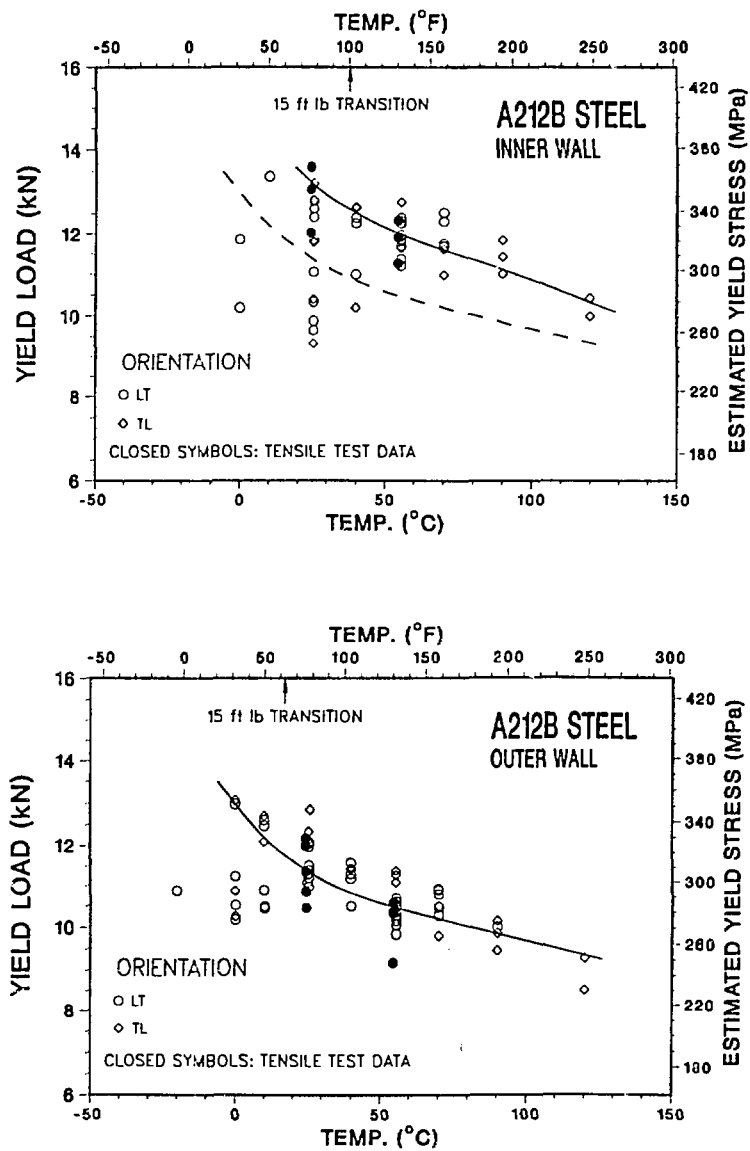 TEMP. (°F)
-50 0 50 100 150 200 250 300
16
14
12
10
8
6
YIELD LOAD (kN)
15 ft lb TRANSITION
A212B STEEL
INNER WALL
420
380
340
300
260
220
180
ESTIMATED YIELD STRESS (MPa)
ORIENTATION
LT
TL
CLOSED SYMBOLS: TENSILE TEST DATA
-50 0 50 100 150
TEMP. (°C)
TEMP. (°F)
-50 0 50 100 150 200 250 300
16
14
12
10
8
6
YIELD LOAD (kN)
15 ft lb TRANSITION
A212B STEEL
OUTER WALL
420
380
340
300
260
220
180
ESTIMATED YIELD STRESS (MPa)
ORIENTATION
LT
TL
CLOSED SYMBOLS: TENSILE TEST DATA
-50 0 50 100 150
TEMP. (°C)